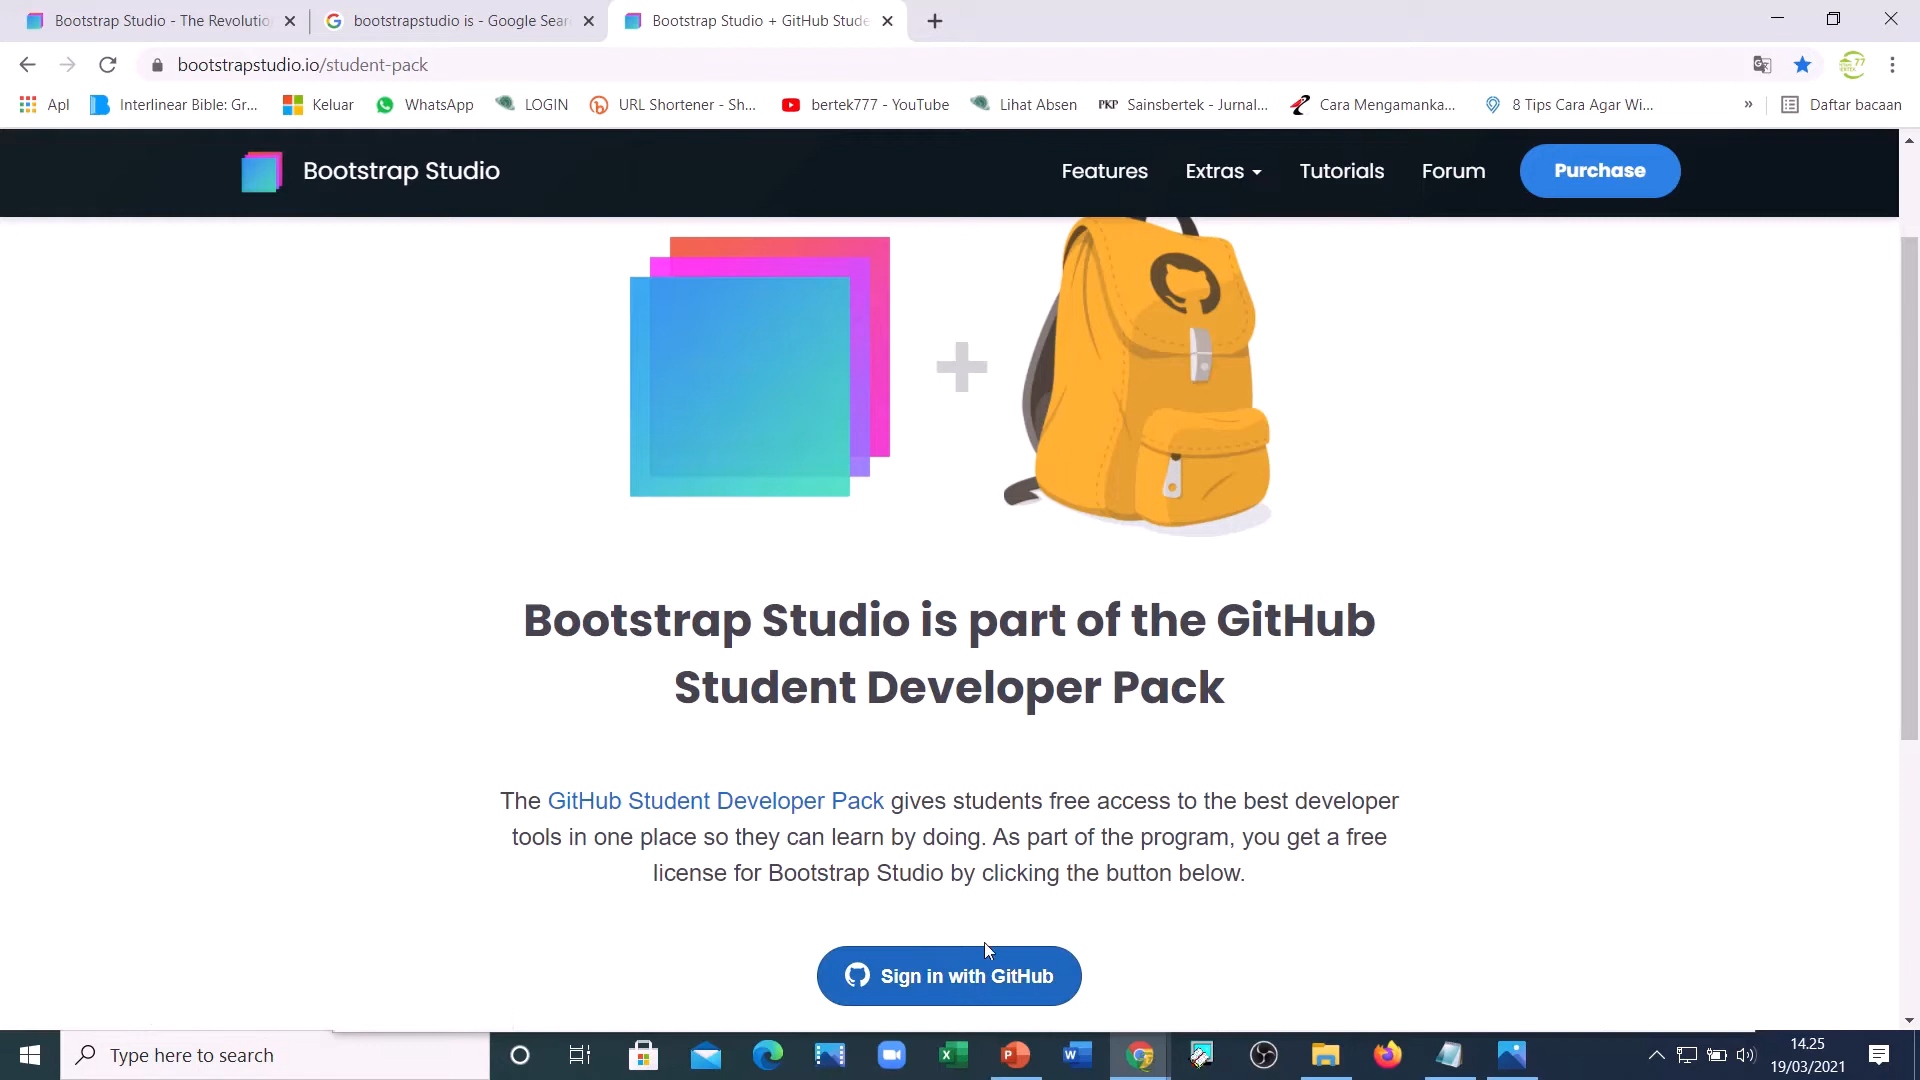 Bootstrap Studio - The Revolutio
bootstrapstudio is - Google Sear
Bootstrap Studio + GitHub Stude
bootstrapstudio.io/student-pack
Apl
Interlinear Bible: Gr...
Keluar
WhatsApp
LOGIN
URL Shortener - Sh...
bertek777 - YouTube
Lihat Absen
PKP Sainsbertek - Jurnal...
Cara Mengamanka...
8 Tips Cara Agar Wi...
»
Daftar bacaan
Bootstrap Studio
Features
Extras
Tutorials
Forum
Purchase
Bootstrap Studio is part of the GitHub
Student Developer Pack
The GitHub Student Developer Pack gives students free access to the best developer
tools in one place so they can learn by doing. As part of the program, you get a free
license for Bootstrap Studio by clicking the button below.
Sign in with GitHub
Type here to search
14.25
19/03/2021